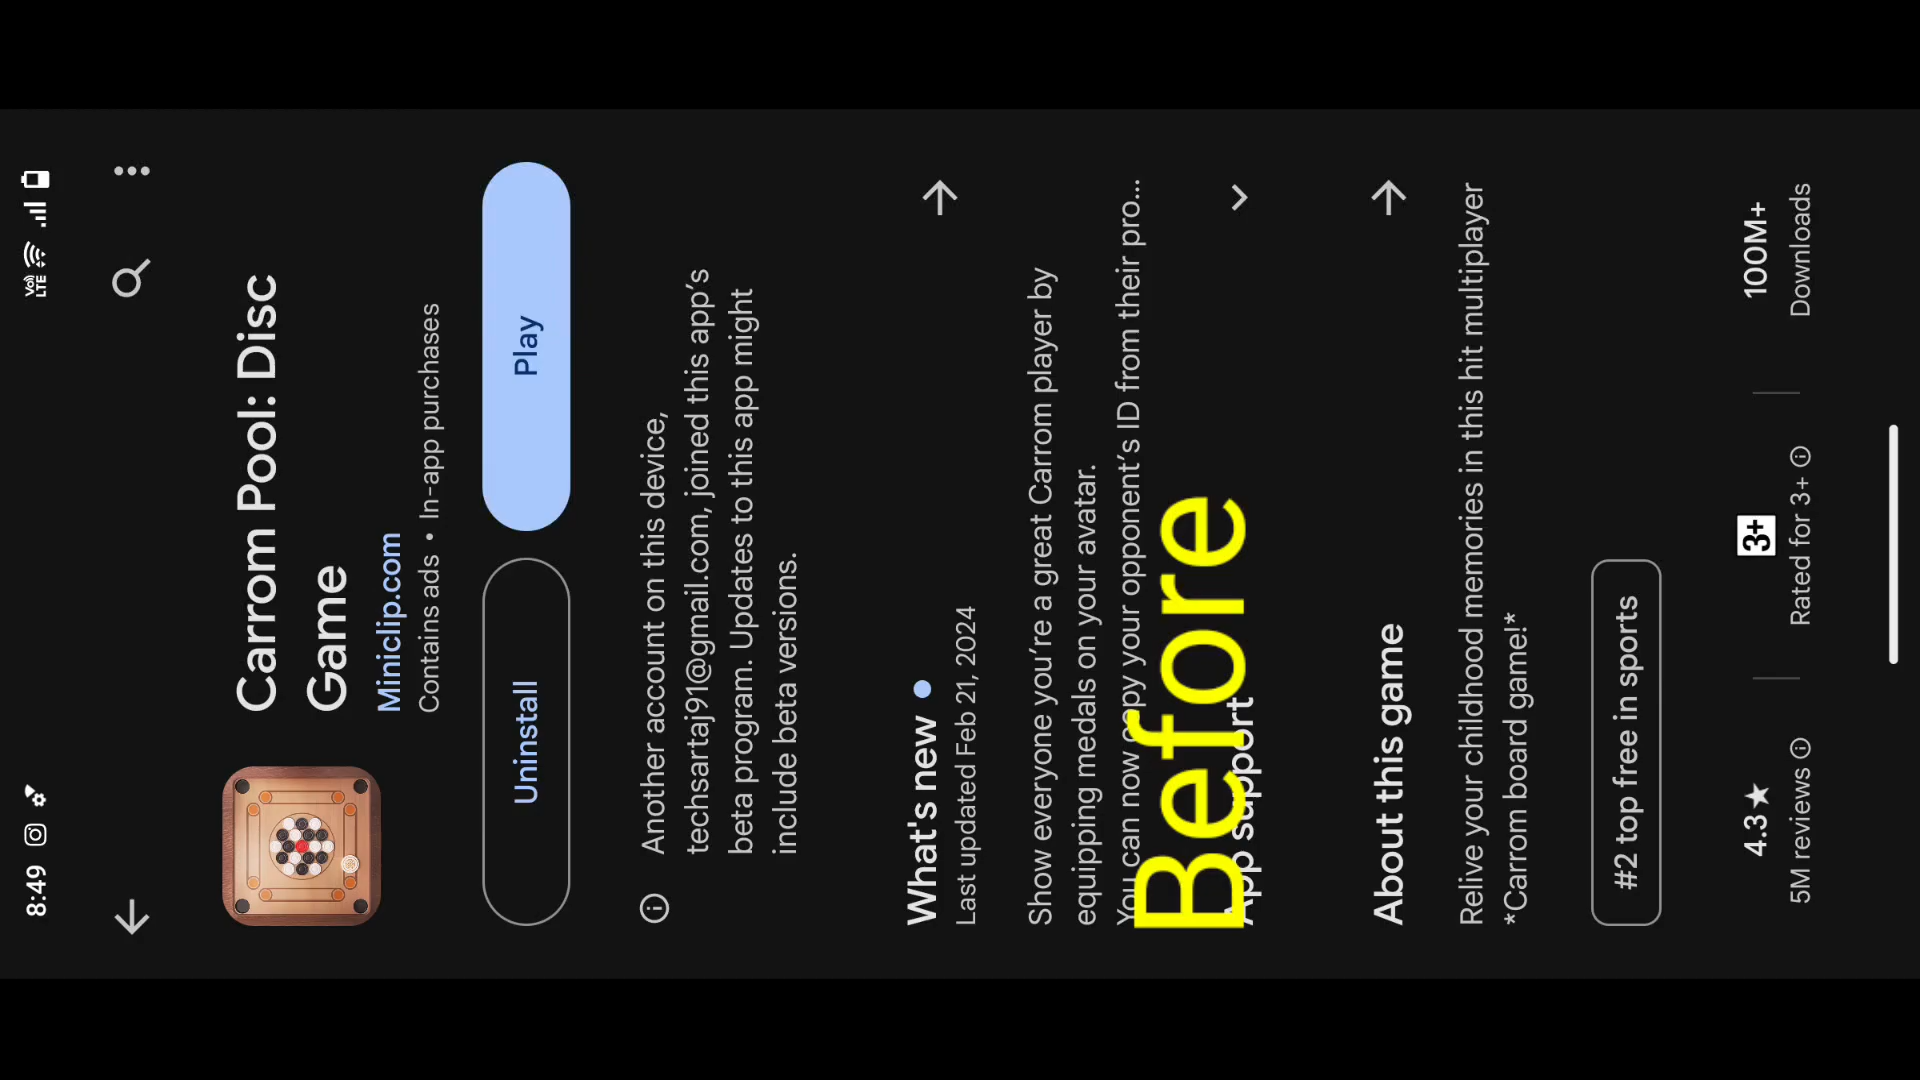 8:49
VoI) LTE
Carrom Pool: Disc
Game
Miniclip.com
Contains ads • In-app purchases
Uninstall
Play
Another account on this device,
techsartaj91@gmail.com, joined this app's
beta program. Updates to this app might
include beta versions.
What's new
Last updated Feb 21, 2024
Show everyone you're a great Carrom player by
equipping medals on your avatar.
You can now copy your opponent's ID from their pro...
Before
App support
About this game
Relive your childhood memories in this hit multiplayer
*Carrom board game!*
#2 top free in sports
4.3★
5M reviews
3+
Rated for 3+
100M+
Downloads